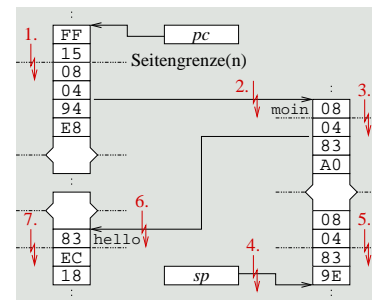 1.
FF
pc
15
Seitengrenze(n)
08
04
2.
3.
94
moin
08
E8
04
83
A0
6.
7.
08
5.
83
hello
04
4.
EC
83
18
sp
9E